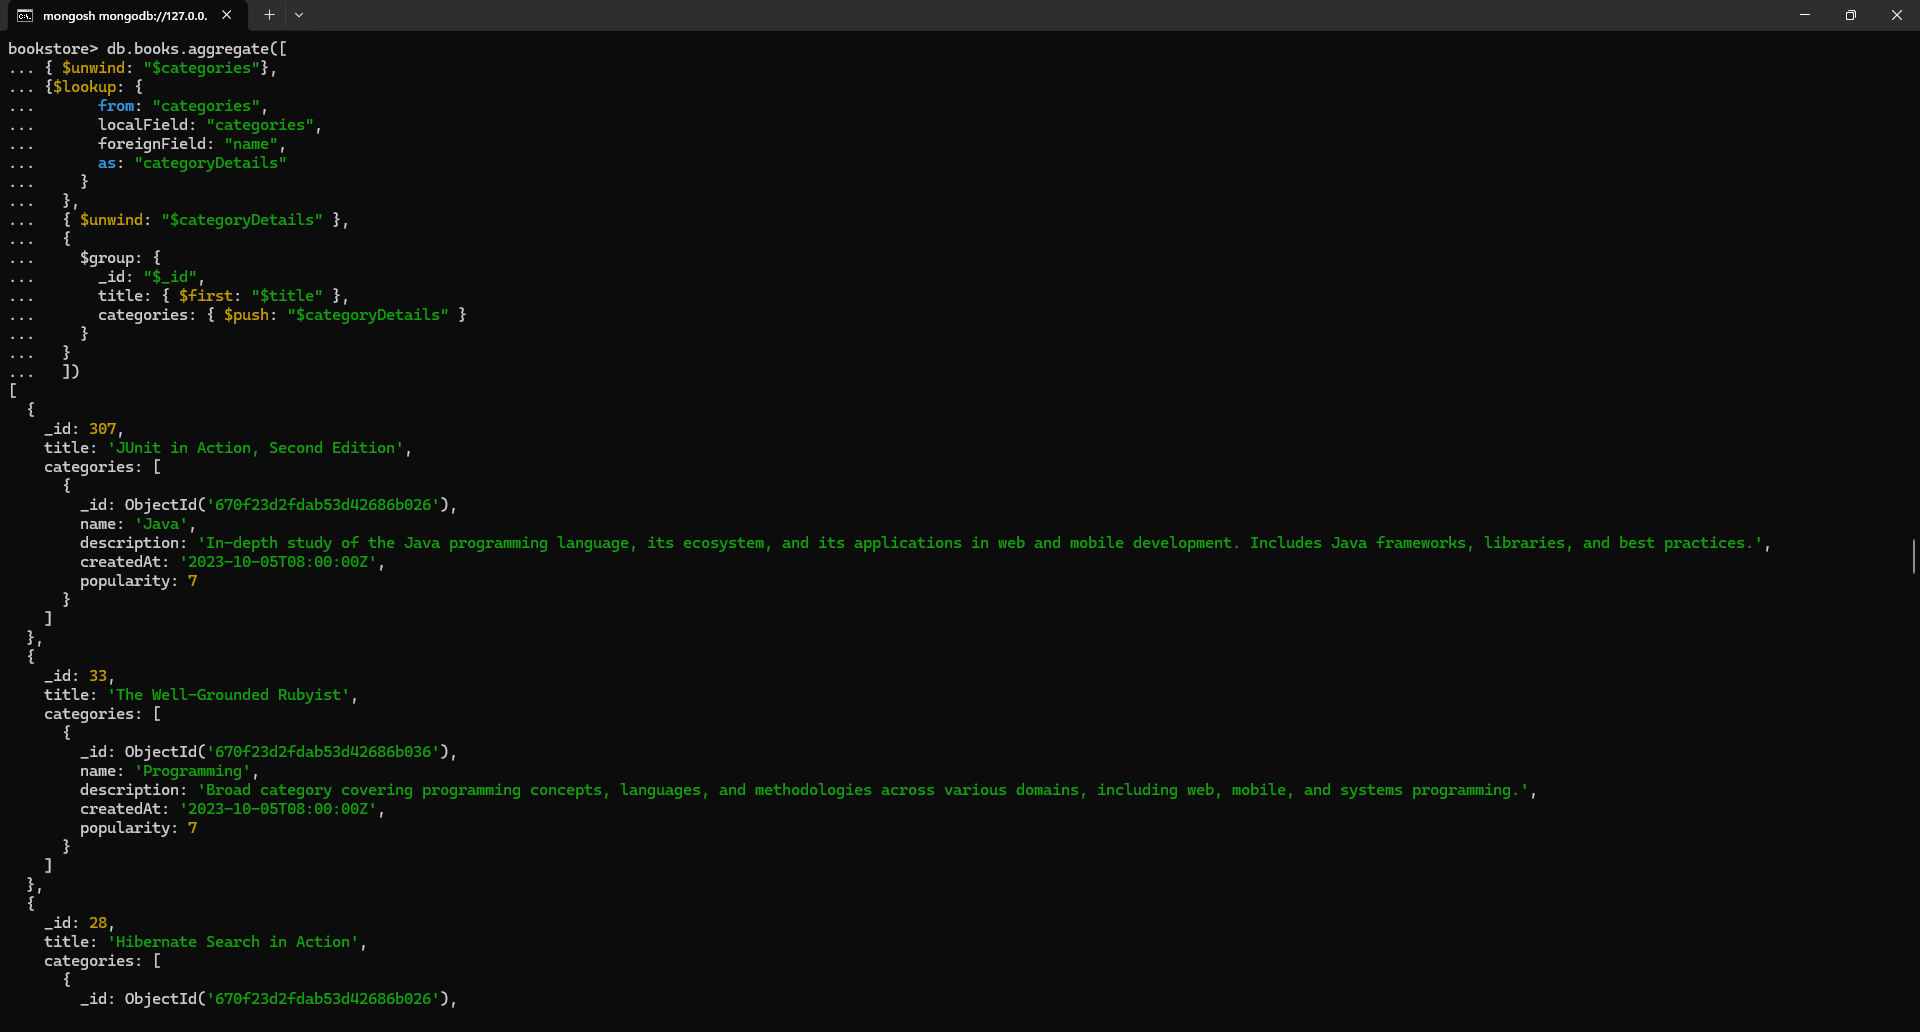 mongosh mongodb://127.0.0.
bookstore> db.books.aggregate([
... { $unwind: "$categories"},
... {$lookup: {
...       from: "categories",
...       localField: "categories",
...       foreignField: "name",
...       as: "categoryDetails"
...     }
...   },
...   { $unwind: "$categoryDetails" },
...   {
...     $group: {
...       _id: "$_id",
...       title: { $first: "$title" },
...       categories: { $push: "$categoryDetails" }
...     }
...   }
...   ])
[
  {
    _id: 307,
    title: 'JUnit in Action, Second Edition',
    categories: [
      {
        _id: ObjectId('670f23d2fdab53d42686b026'),
        name: 'Java',
        description: 'In-depth study of the Java programming language, its ecosystem, and its applications in web and mobile development. Includes Java frameworks, libraries, and best practices.',
        createdAt: '2023-10-05T08:00:00Z',
        popularity: 7
      }
    ]
  },
  {
    _id: 33,
    title: 'The Well-Grounded Rubyist',
    categories: [
      {
        _id: ObjectId('670f23d2fdab53d42686b036'),
        name: 'Programming',
        description: 'Broad category covering programming concepts, languages, and methodologies across various domains, including web, mobile, and systems programming.',
        createdAt: '2023-10-05T08:00:00Z',
        popularity: 7
      }
    ]
  },
  {
    _id: 28,
    title: 'Hibernate Search in Action',
    categories: [
      {
        _id: ObjectId('670f23d2fdab53d42686b026'),